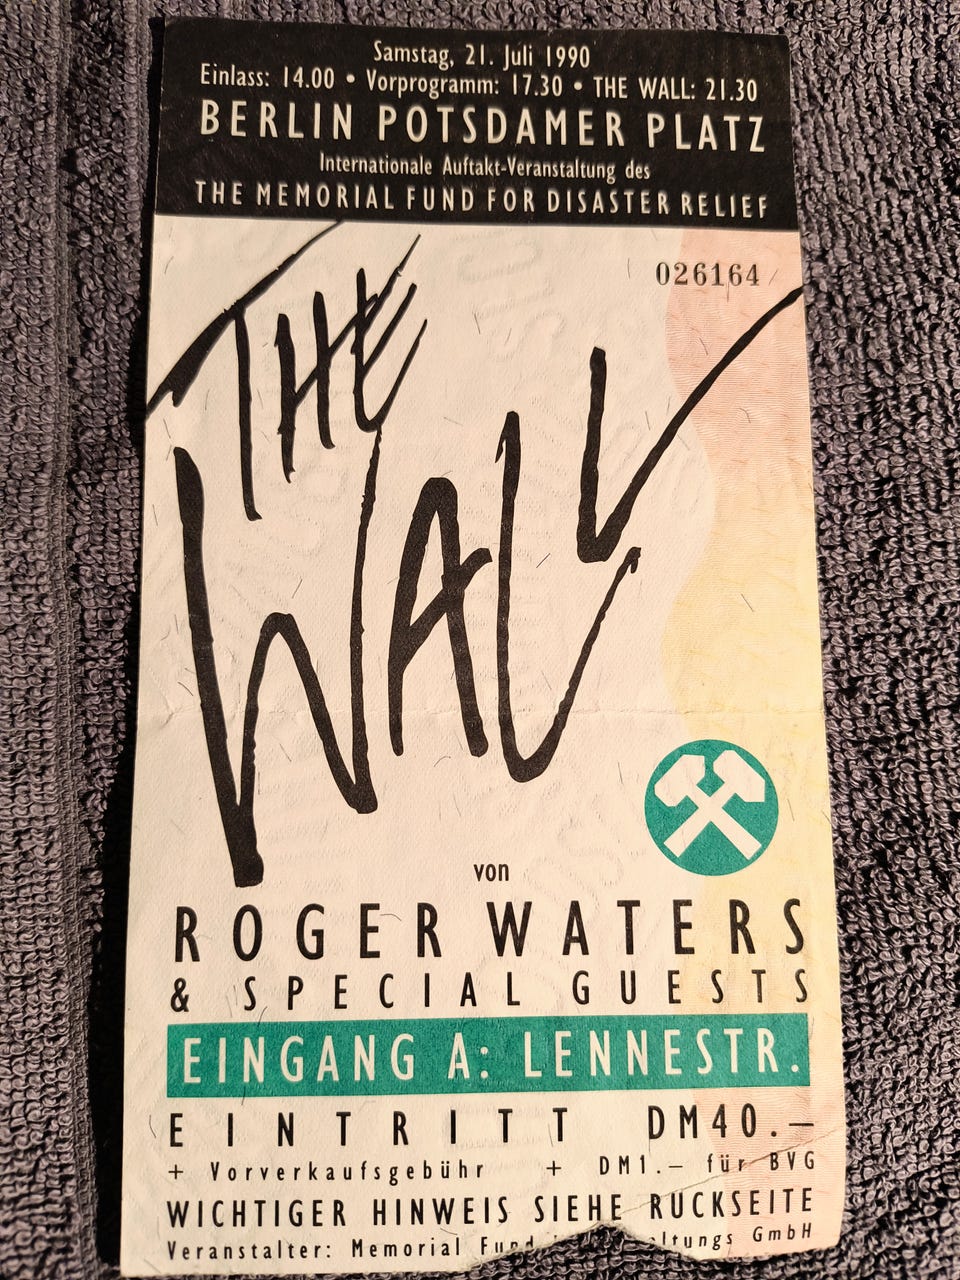 Samstag, 21. Juli 1990
Einlass: 14.00 • Vorprogramm: 17.30 • THE WALL: 21.30
BERLIN POTSDAMER PLATZ
Internationale Auftakt-Veranstaltung des
THE MEMORIAL FUND FOR DISASTER RELIEF
026164
THE
WALL
von
ROGER WATERS
& SPECIAL GUESTS
EINGANG A: LENNESTR.
EINTRITT DM40.–
+ Vorverkaufsgebühr + DM1.– für BVG
WICHTIGER HINWEIS SIEHE RÜCKSEITE
Veranstalter: Memorial Fund GmbH